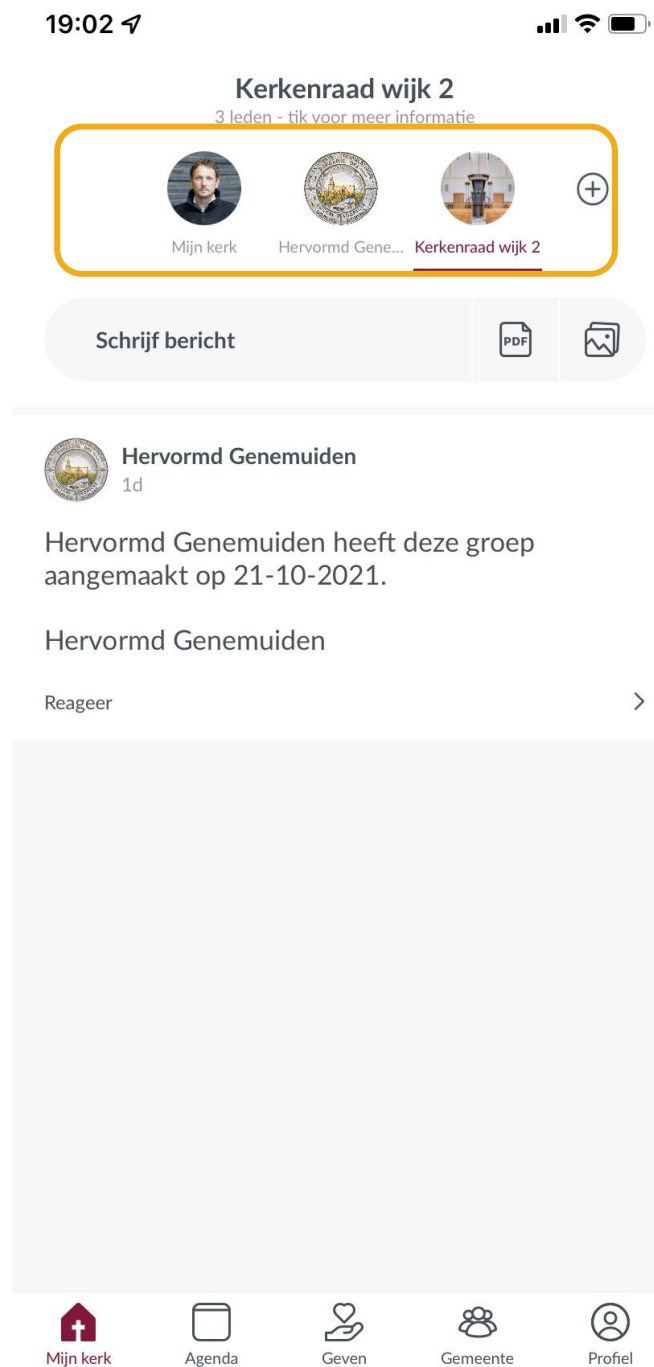 19:02
Kerkenraad wijk 2
3 leden - tik voor meer informatie
Mijn kerk
Hervormd Gene...
Kerkenraad wijk 2
Schrijf bericht
PDF
Hervormd Genemuiden
1d
Hervormd Genemuiden heeft deze groep
aangemaakt op 21-10-2021.
Hervormd Genemuiden
Reageer
Mijn kerk
Agenda
Geven
Gemeente
Profiel